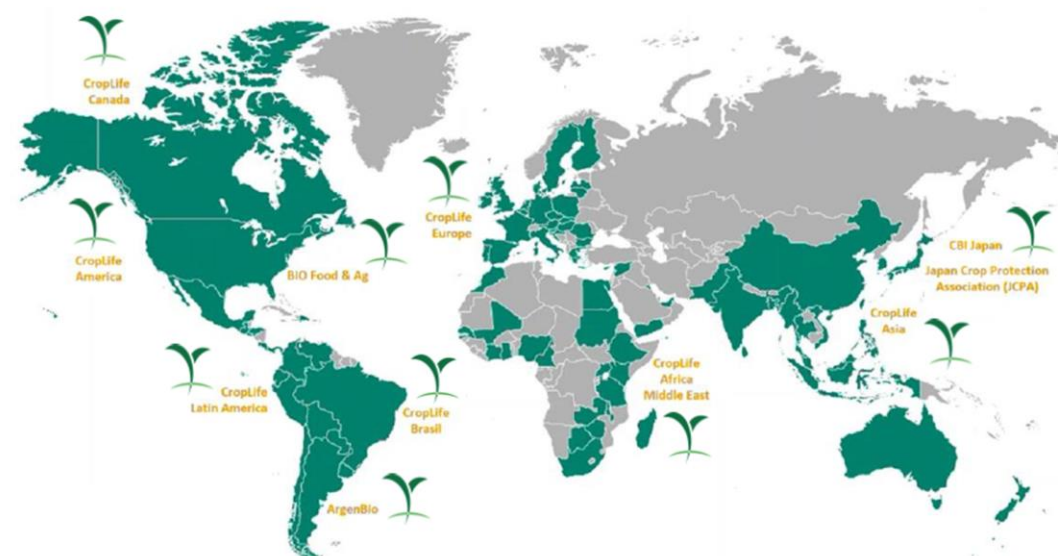 CropLife
Canada
CropLife
America
BIO Food & Ag
CropLife
Europe
CBI Japan
Japan Crop Protection
Association (JCPA)
CropLife
Asia
CropLife
Latin America
CropLife
Brasil
CropLife
Africa
Middle East
ArgenBio